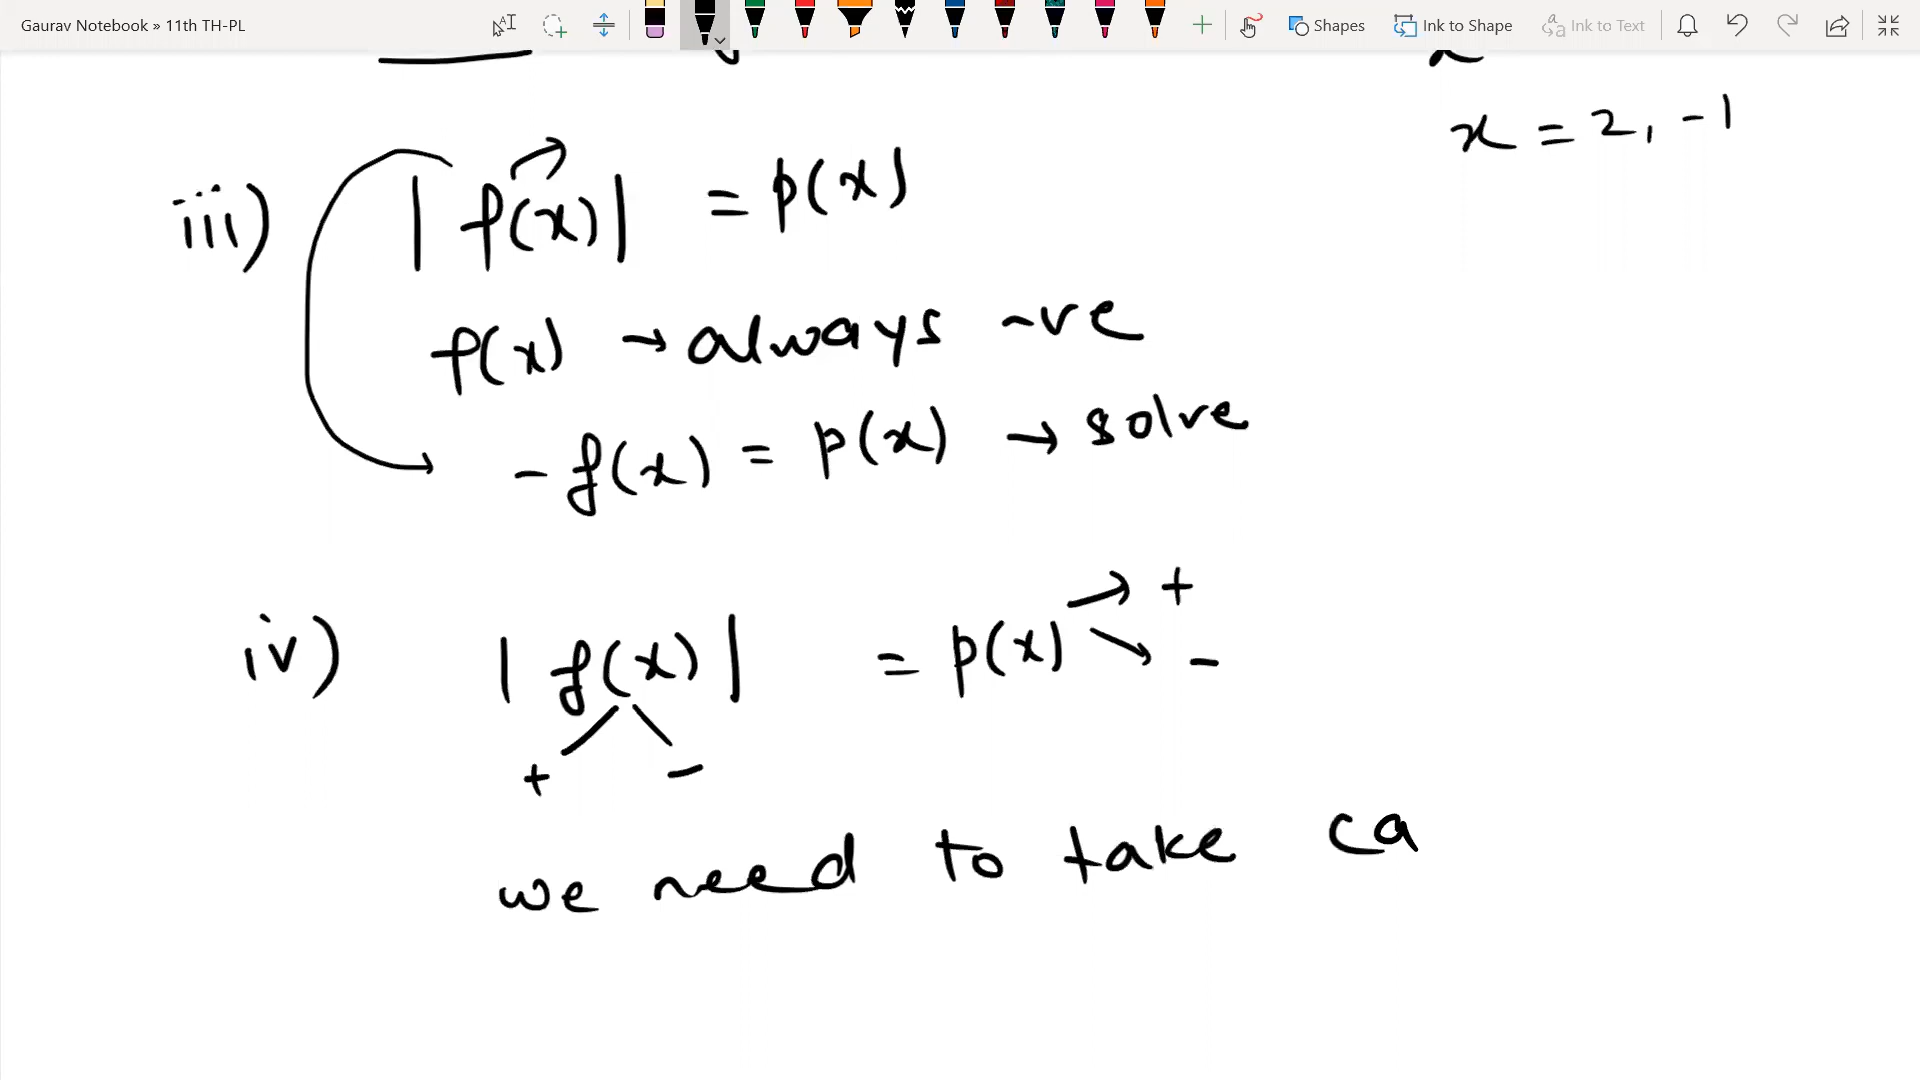 Gaurav Notebook » 11th TH-PL
Shapes
Ink to Shape
Ink to Text
x = 2, -1
iii) |f(x)| = p(x)
f(x) → always -ve
- f(x) = p(x) → solve
iv) |f(x)| = p(x) → +
→ -
+ -
we need to take ca